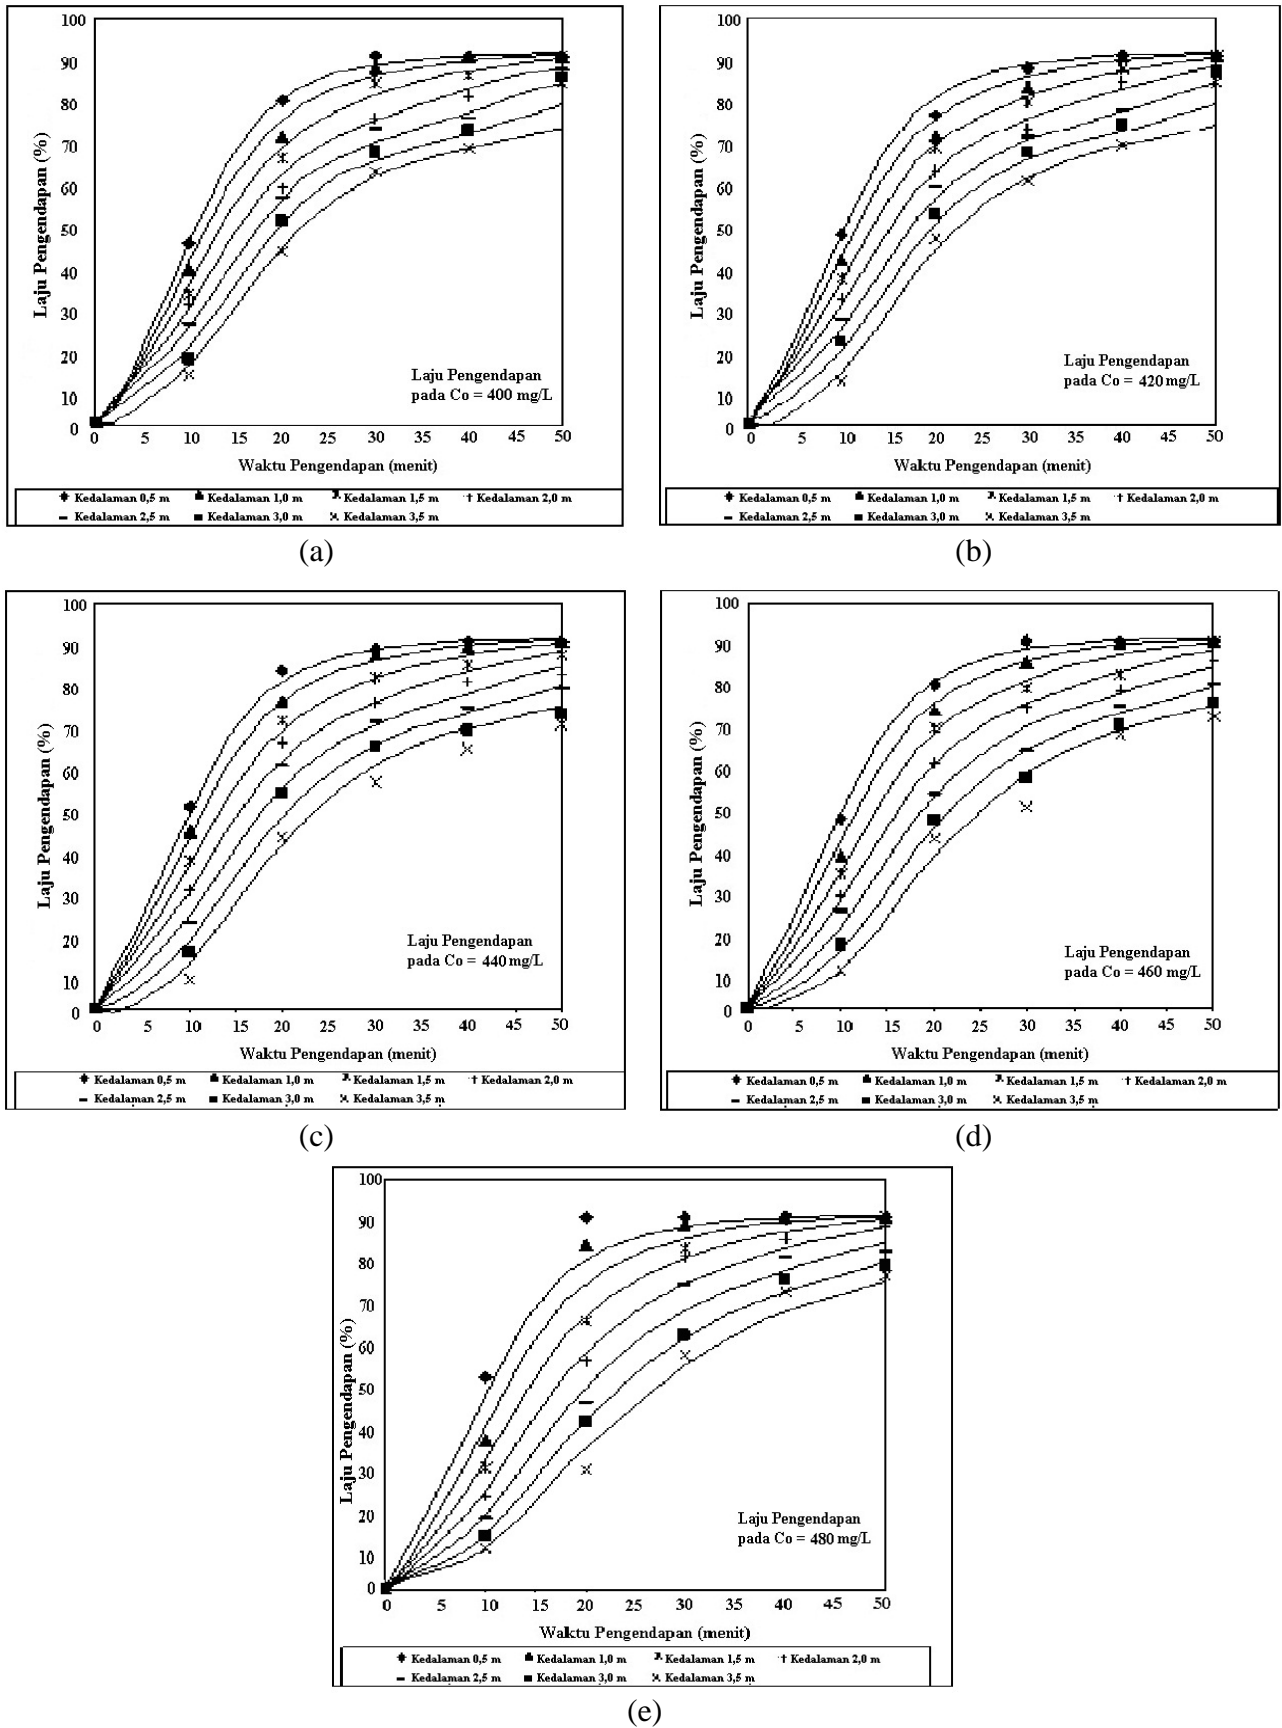 100
90
80
70
60
50
40
30
20
10
0
Laju Pengendapan (%)
Laju Pengendapan
pada Co = 400 mg/L
0 5 10 15 20 25 30 35 40 45 50
Waktu Pengendapan (menit)
Kedalaman 0,5 m Kedalaman 1,0 m Kedalaman 1,5 m Kedalaman 2,0 m
Kedalaman 2,5 m Kedalaman 3,0 m Kedalaman 3,5 m
(a)
100
90
80
70
60
50
40
30
20
10
0
Laju Pengendapan (%)
Laju Pengendapan
pada Co = 420 mg/L
0 5 10 15 20 25 30 35 40 45 50
Waktu Pengendapan (menit)
Kedalaman 0,5 m Kedalaman 1,0 m Kedalaman 1,5 m Kedalaman 2,0 m
Kedalaman 2,5 m Kedalaman 3,0 m Kedalaman 3,5 m
(b)
100
90
80
70
60
50
40
30
20
10
0
Laju Pengendapan (%)
Laju Pengendapan
pada Co = 440 mg/L
0 5 10 15 20 25 30 35 40 45 50
Waktu Pengendapan (menit)
Kedalaman 0,5 m Kedalaman 1,0 m Kedalaman 1,5 m Kedalaman 2,0 m
Kedalaman 2,5 m Kedalaman 3,0 m Kedalaman 3,5 m
(c)
100
90
80
70
60
50
40
30
20
10
0
Laju Pengendapan (%)
Laju Pengendapan
pada Co = 460 mg/L
0 5 10 15 20 25 30 35 40 45 50
Waktu Pengendapan (menit)
Kedalaman 0,5 m Kedalaman 1,0 m Kedalaman 1,5 m Kedalaman 2,0 m
Kedalaman 2,5 m Kedalaman 3,0 m Kedalaman 3,5 m
(d)
100
90
80
70
60
50
40
30
20
10
0
Laju Pengendapan (%)
Laju Pengendapan
pada Co = 480 mg/L
0 5 10 15 20 25 30 35 40 45 50
Waktu Pengendapan (menit)
Kedalaman 0,5 m Kedalaman 1,0 m Kedalaman 1,5 m Kedalaman 2,0 m
Kedalaman 2,5 m Kedalaman 3,0 m Kedalaman 3,5 m
(e)